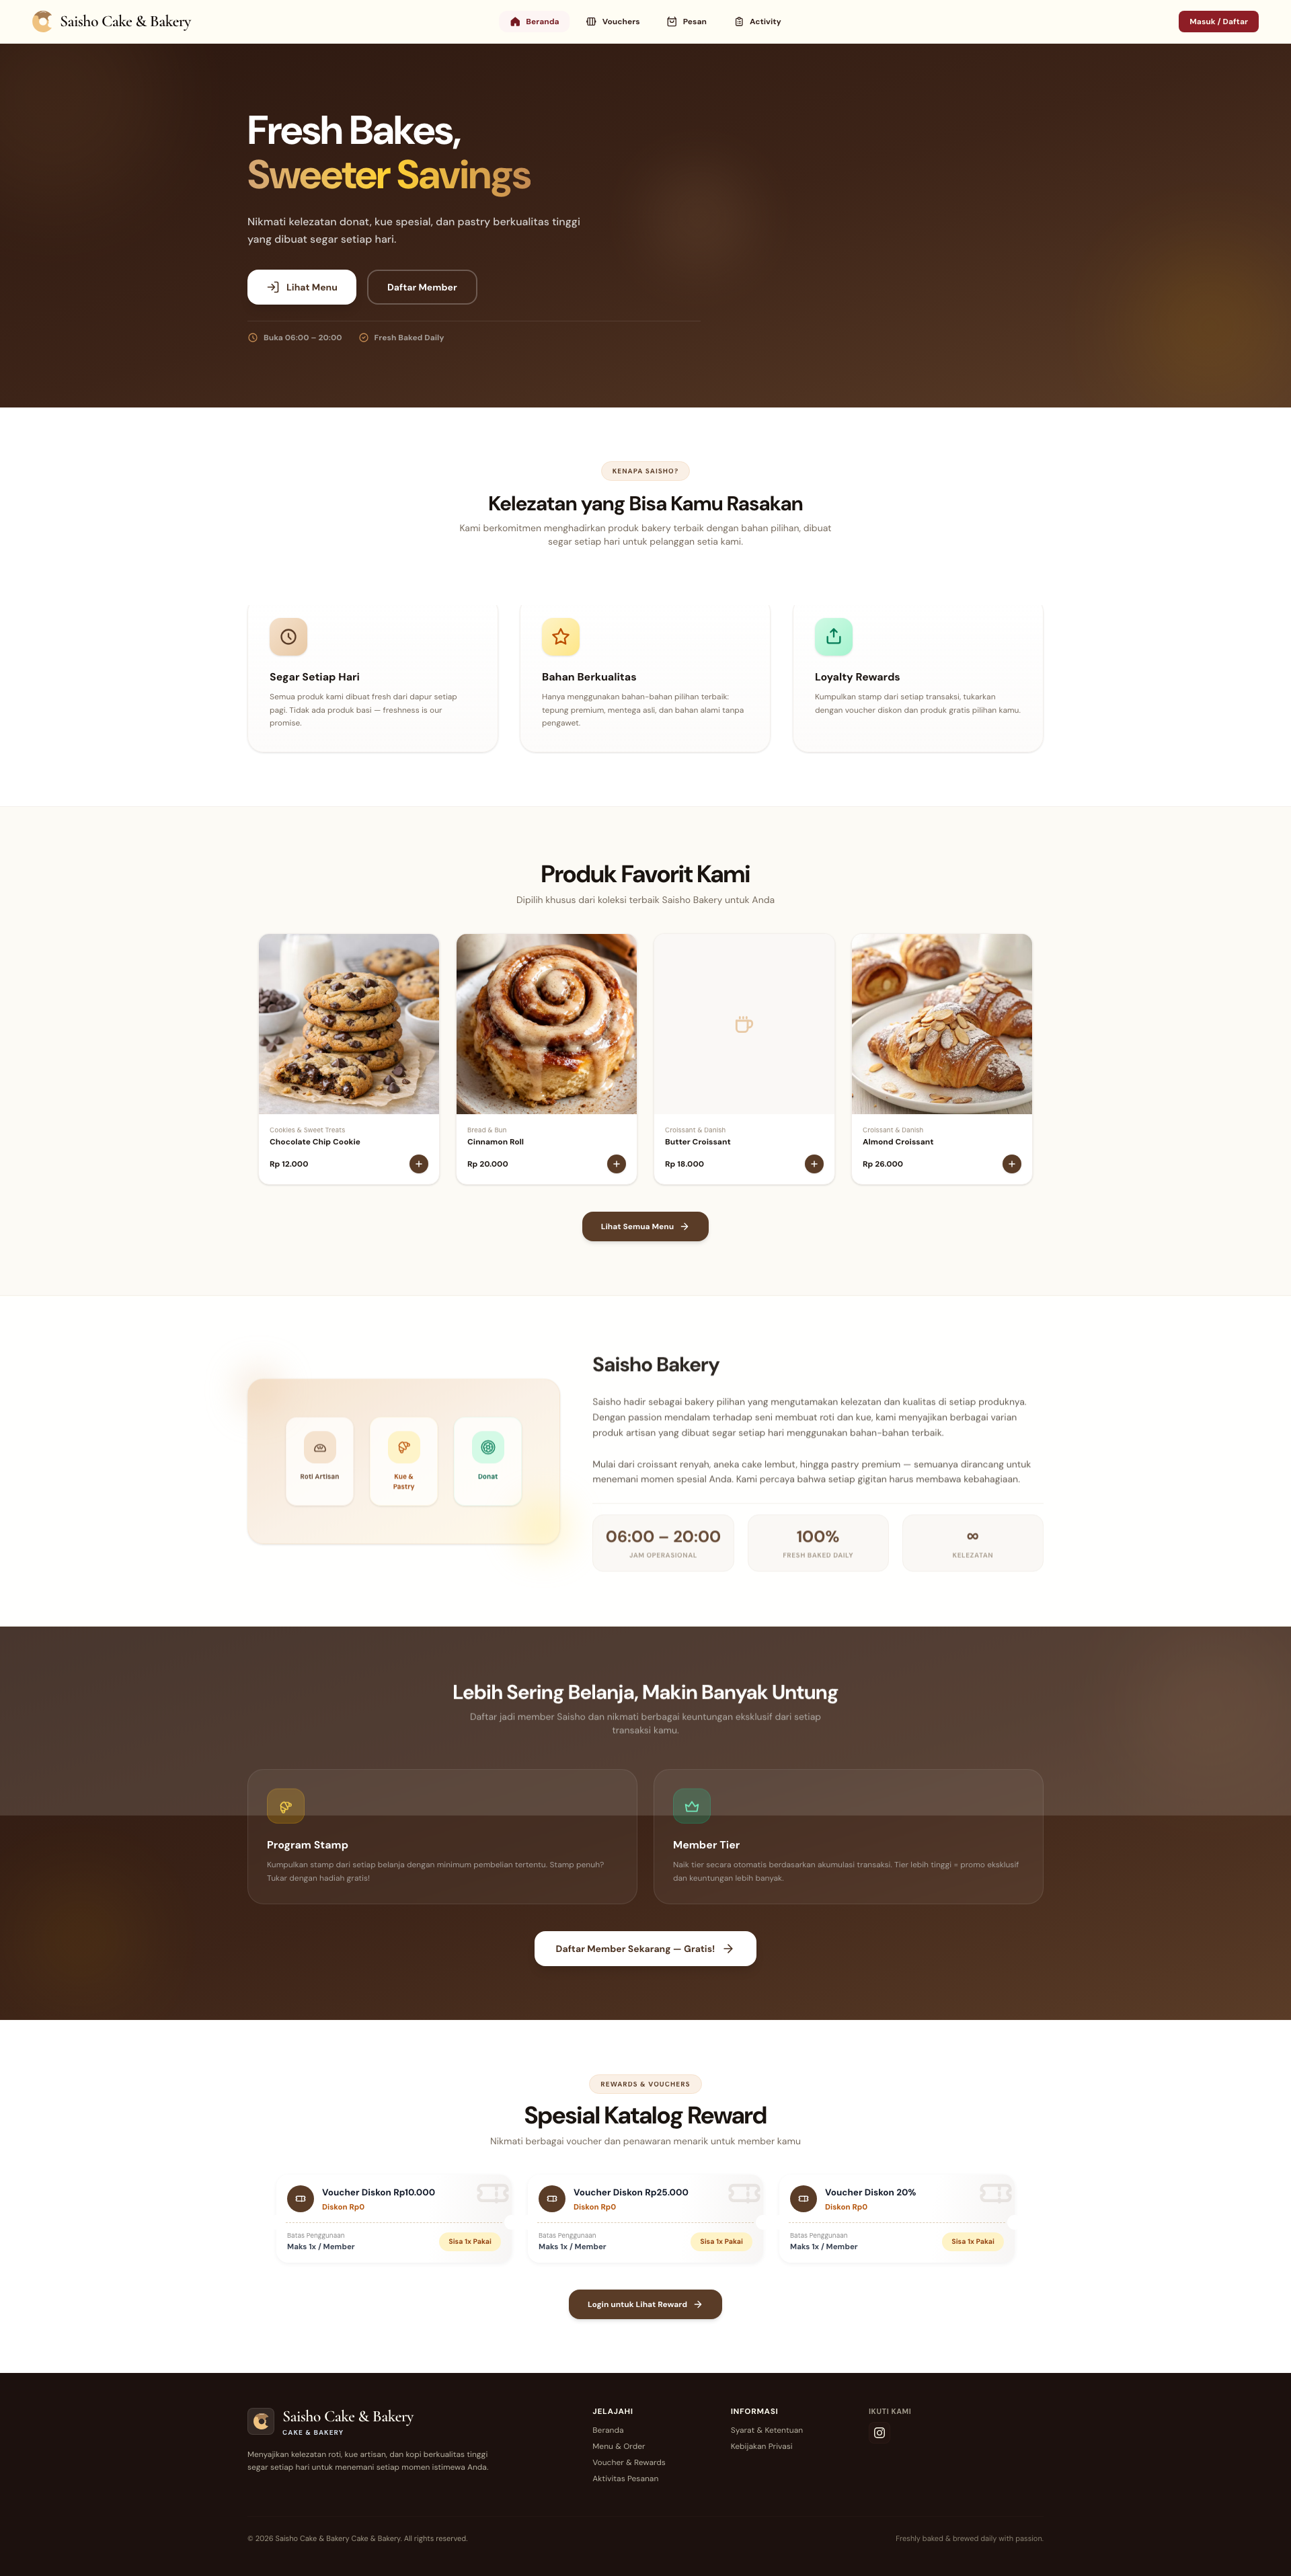 Saisho Cake & Bakery
Beranda
Vouchers
Pesan
Activity
Masuk / Daftar
Fresh Bakes,
Sweeter Savings
Nikmati kelezatan donat, kue spesial, dan pastry berkualitas tinggi
yang dibuat segar setiap hari.
Lihat Menu
Daftar Member
Buka 06:00 – 20:00
Fresh Baked Daily
KENAPA SAISHO?
Kelezatan yang Bisa Kamu Rasakan
Kami berkomitmen menghadirkan produk bakery terbaik dengan bahan pilihan, dibuat
segar setiap hari untuk pelanggan setia kami.
Segar Setiap Hari
Semua produk kami dibuat fresh dari dapur setiap
pagi. Tidak ada produk basi — freshness is our
promise.
Bahan Berkualitas
Hanya menggunakan bahan-bahan pilihan terbaik:
tepung premium, mentega asli, dan bahan alami tanpa
pengawet.
Loyalty Rewards
Kumpulkan stamp dari setiap transaksi, tukarkan
dengan voucher diskon dan produk gratis pilihan kamu.
Produk Favorit Kami
Dipilih khusus dari koleksi terbaik Saisho Bakery untuk Anda
Cookies & Sweet Treats
Chocolate Chip Cookie
Rp 12.000
Bread & Bun
Cinnamon Roll
Rp 20.000
Croissant & Danish
Butter Croissant
Rp 18.000
Croissant & Danish
Almond Croissant
Rp 26.000
Lihat Semua Menu
Roti Artisan
Kue &
Pastry
Donat
Saisho Bakery
Saisho hadir sebagai bakery pilihan yang mengutamakan kelezatan dan kualitas di setiap produknya.
Dengan passion mendalam terhadap seni membuat roti dan kue, kami menyajikan berbagai varian
produk artisan yang dibuat segar setiap hari menggunakan bahan-bahan terbaik.
Mulai dari croissant renyah, aneka cake lembut, hingga pastry premium — semuanya dirancang untuk
menemani momen spesial Anda. Kami percaya bahwa setiap gigitan harus membawa kebahagiaan.
06:00 – 20:00
JAM OPERASIONAL
100%
FRESH BAKED DAILY
∞
KELEZATAN
Lebih Sering Belanja, Makin Banyak Untung
Daftar jadi member Saisho dan nikmati berbagai keuntungan eksklusif dari setiap
transaksi kamu.
Program Stamp
Kumpulkan stamp dari setiap belanja dengan minimum pembelian tertentu. Stamp penuh?
Tukar dengan hadiah gratis!
Member Tier
Naik tier secara otomatis berdasarkan akumulasi transaksi. Tier lebih tinggi = promo eksklusif
dan keuntungan lebih banyak.
Daftar Member Sekarang — Gratis!
REWARDS & VOUCHERS
Spesial Katalog Reward
Nikmati berbagai voucher dan penawaran menarik untuk member kamu
Voucher Diskon Rp10.000
Diskon Rp0
Batas Penggunaan
Maks 1x / Member
Sisa 1x Pakai
Voucher Diskon Rp25.000
Diskon Rp0
Batas Penggunaan
Maks 1x / Member
Sisa 1x Pakai
Voucher Diskon 20%
Diskon Rp0
Batas Penggunaan
Maks 1x / Member
Sisa 1x Pakai
Login untuk Lihat Reward
Saisho Cake & Bakery
CAKE & BAKERY
Menyajikan kelezatan roti, kue artisan, dan kopi berkualitas tinggi
segar setiap hari untuk menemani setiap momen istimewa Anda.
JELAJAHI
Beranda
Menu & Order
Voucher & Rewards
Aktivitas Pesanan
INFORMASI
Syarat & Ketentuan
Kebijakan Privasi
IKUTI KAMI
© 2026 Saisho Cake & Bakery Cake & Bakery. All rights reserved.
Freshly baked & brewed daily with passion.